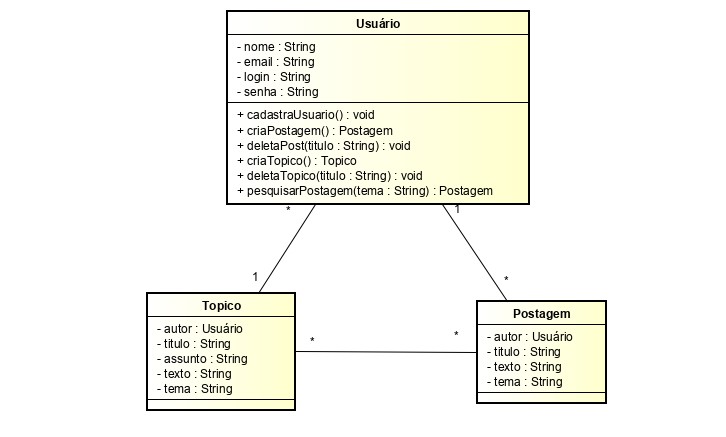 Usuário
- nome : String
- email : String
- login : String
- senha : String
+ cadastraUsuario() : void
+ criaPostagem() : Postagem
+ deletaPost(titulo : String) : void
+ criaTopico() : Topico
+ deletaTopico(titulo : String) : void
+ pesquisarPostagem(tema : String) : Postagem
*
1
1
*
Topico
- autor : Usuário
- titulo : String
- assunto : String
- texto : String
- tema : String
*
*
Postagem
- autor : Usuário
- titulo : String
- texto : String
- tema : String